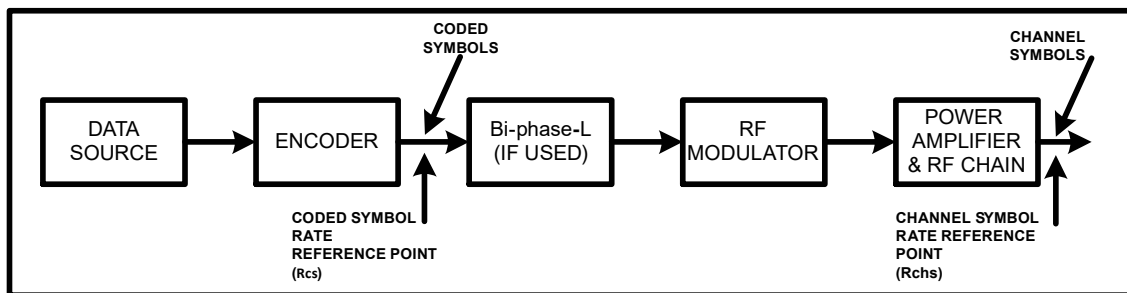 CODED
SYMBOLS
CHANNEL
SYMBOLS
DATA
SOURCE
ENCODER
Bi-phase-L
(IF USED)
RF
MODULATOR
POWER
AMPLIFIER
& RF CHAIN
CODED SYMBOL
RATE
REFERENCE POINT
(Rcs)
CHANNEL SYMBOL
RATE REFERENCE
POINT
(Rchs)